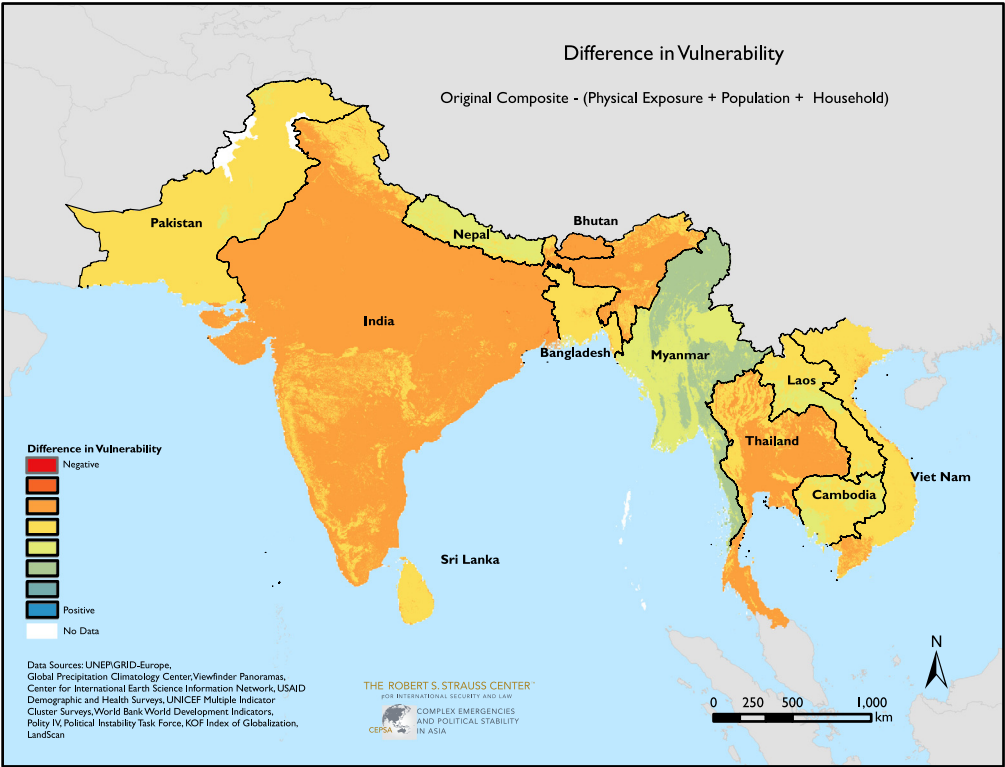 Difference in Vulnerability
Original Composite - (Physical Exposure + Population + Household)
Pakistan
Nepal
Bhutan
India
Bangladesh
Myanmar
Laos
Thailand
Viet Nam
Cambodia
Sri Lanka
Difference in Vulnerability
Negative
Positive
No Data
Data Sources: UNEP\GRID-Europe,
Global Precipitation Climatology Center, Viewfinder Panoramas,
Center for International Earth Science Information Network, USAID
Demographic and Health Surveys, UNICEF Multiple Indicator
Cluster Surveys, World Bank World Development Indicators,
Polity IV, Political Instability Task Force, KOF Index of Globalization,
LandScan
THE ROBERT S. STRAUSS CENTER
FOR INTERNATIONAL SECURITY AND LAW
CEPSA
COMPLEX EMERGENCIES
AND POLITICAL STABILITY
IN ASIA
N
0 250 500 1,000
km